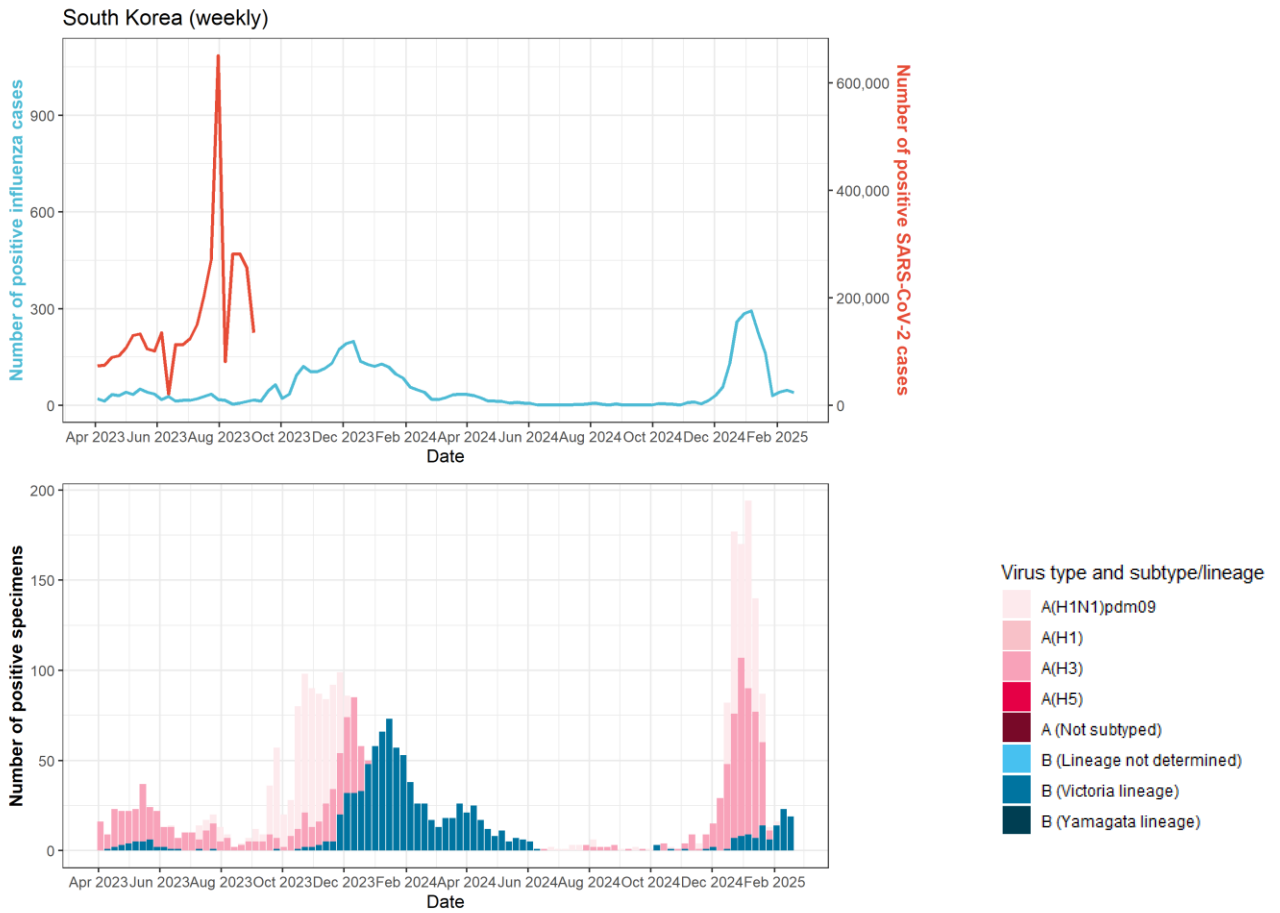 South Korea (weekly)
Number of positive influenza cases
900
600
300
0
600,000
400,000
200,000
0
Number of positive SARS-CoV-2 cases
Apr 2023 Jun 2023 Aug 2023 Oct 2023 Dec 2023 Feb 2024 Apr 2024 Jun 2024 Aug 2024 Oct 2024 Dec 2024 Feb 2025
Date
Number of positive specimens
200
150
100
50
0
Apr 2023 Jun 2023 Aug 2023 Oct 2023 Dec 2023 Feb 2024 Apr 2024 Jun 2024 Aug 2024 Oct 2024 Dec 2024 Feb 2025
Date
Virus type and subtype/lineage
A(H1N1)pdm09
A(H1)
A(H3)
A(H5)
A (Not subtyped)
B (Lineage not determined)
B (Victoria lineage)
B (Yamagata lineage)